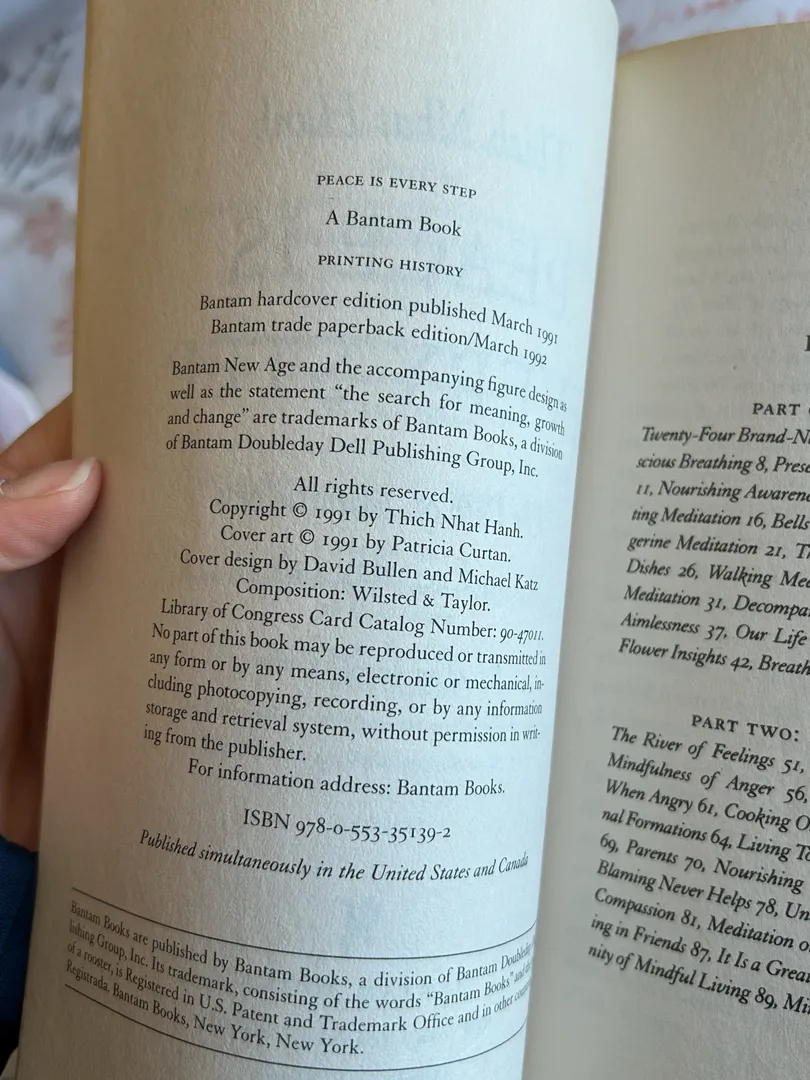 PEACE IS EVERY STEP
A Bantam Book
PRINTING HISTORY
Bantam hardcover edition published March 1991
Bantam trade paperback edition/March 1992
Bantam New Age and the accompanying figure design as
well as the statement "the search for meaning, growth
and change" are trademarks of Bantam Books, a division
of Bantam Doubleday Dell Publishing Group, Inc.
All rights reserved.
Copyright © 1991 by Thich Nhat Hanh.
Cover art © 1991 by Patricia Curtan.
Cover design by David Bullen and Michael Katz
Composition: Wilsted & Taylor.
Library of Congress Card Catalog Number: 90-47011.
No part of this book may be reproduced or transmitted in
any form or by any means, electronic or mechanical, in-
cluding photocopying, recording, or by any information
storage and retrieval system, without permission in writ-
ing from the publisher.
For information address: Bantam Books.
ISBN 978-0-553-35139-2
Published simultaneously in the United States and Canada
Bantam Books are published by Bantam Books, a division of Bantam Doubleday
lishing Group, Inc. Its trademark, consisting of the words "Bantam Books" and
of a rooster, is Registered in U.S. Patent and Trademark Office and in other
Registrada. Bantam Books, New York, New York.
PART
Twenty-Four Brand-N
scious Breathing 8, Prese
11, Nourishing Awaren
ting Meditation 16, Bells
gerine Meditation 21, T
Dishes 26, Walking Me
Meditation 31, Decompo
Aimlessness 37, Our Life
Flower Insights 42, Breath
PART TWO:
The River of Feelings 51,
Mindfulness of Anger 56,
When Angry 61, Cooking O
nal Formations 64, Living To
69, Parents 70, Nourishing
Blaming Never Helps 78, Un
Compassion 81, Meditation o
ing in Friends 87, It Is a Grea
nity of Mindful Living 89, Mi